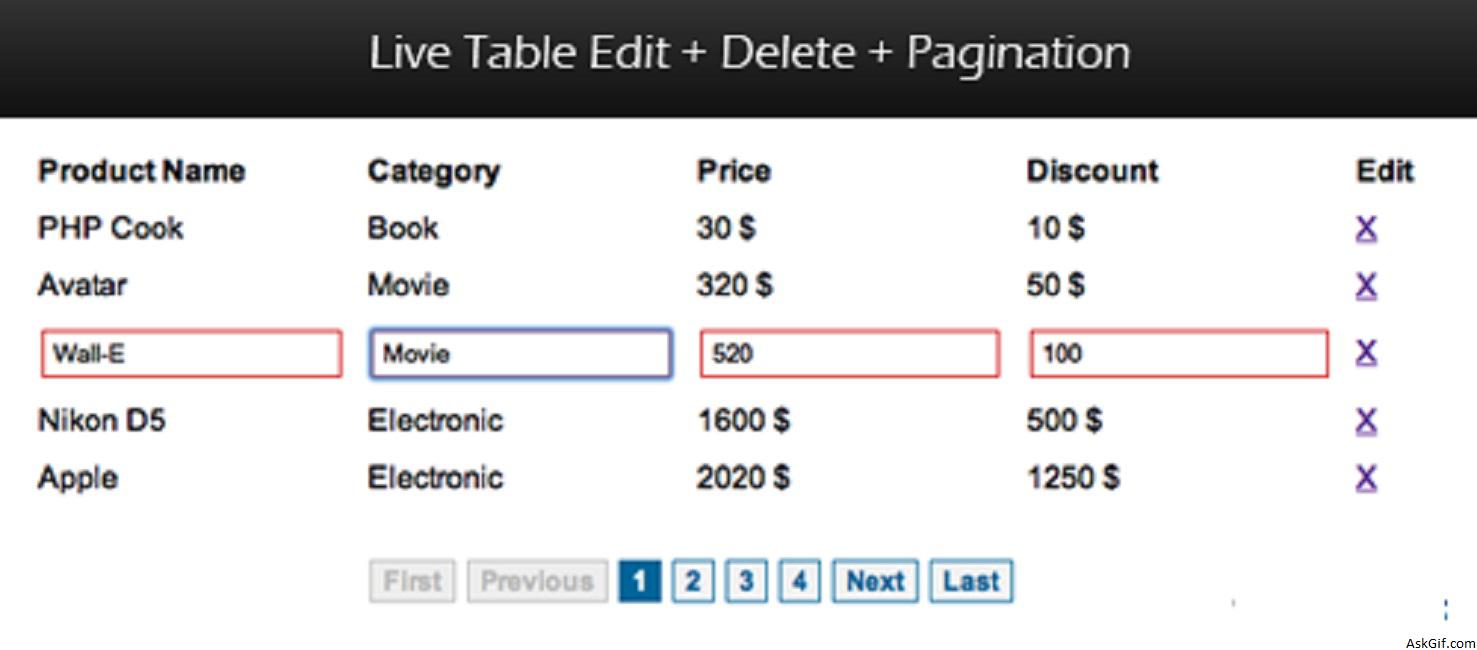 Live Table Edit + Delete + Pagination
Product Name Category Price Discount Edit
PHP Cook Book 30 $ 10 $ X
Avatar Movie 320 $ 50 $ X
Wall-E Movie 520 100 X
Nikon D5 Electronic 1600 $ 500 $ X
Apple Electronic 2020 $ 1250 $ X
First Previous 1 2 3 4 Next Last
AskGif.com